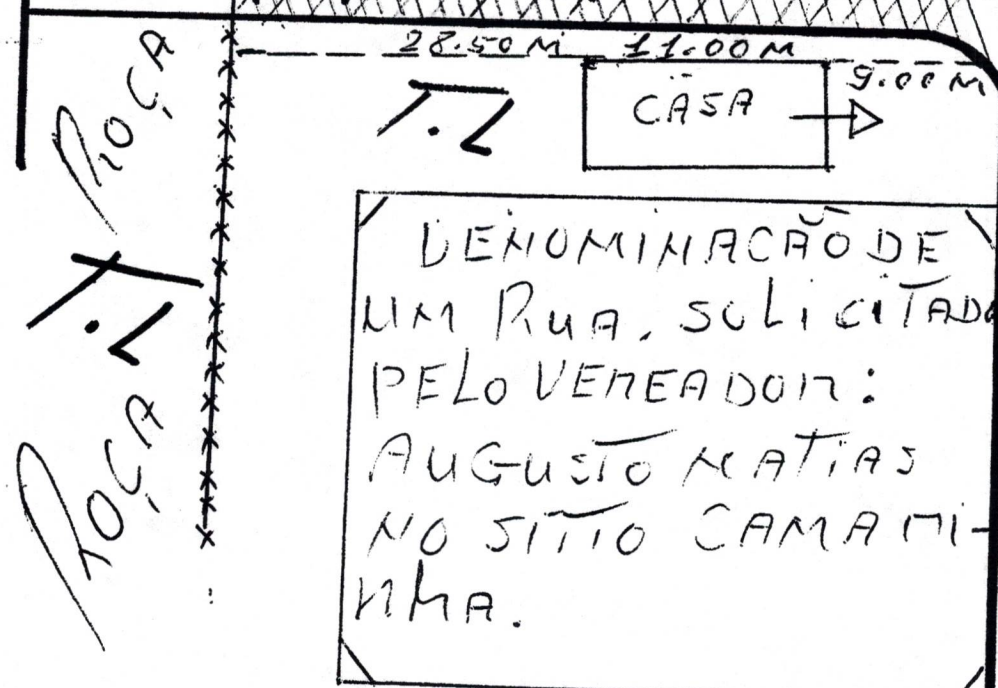 28.50M 11.00M
9.00M
ROÇA
T.L
CASA
T.L
ROÇA
DENOMINAÇÃO DE
UM RUA. SOLICITADO
PELO VEREADOR:
AUGUSTO MATIAS
NO SITIO CAMARI-
NHA.